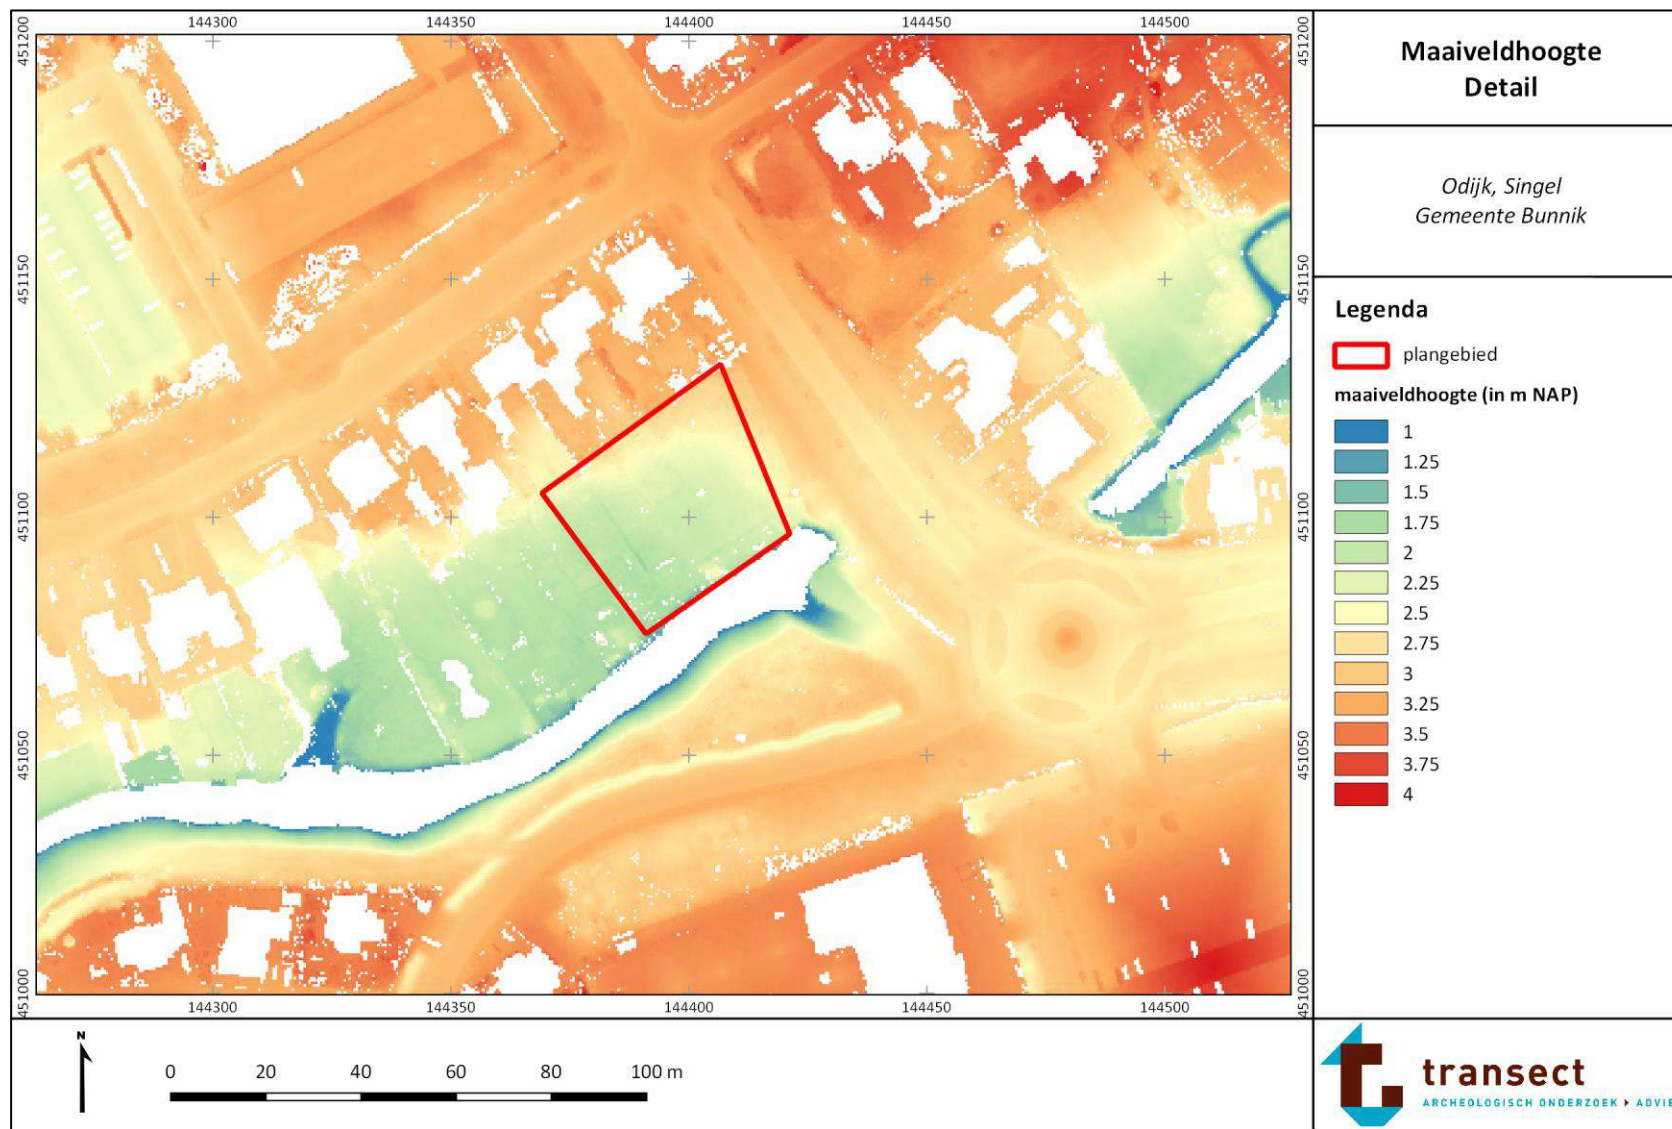 144300 144350 144400 144450 144500
451200 451200
451150 451150
451100 451100
451050 451050
451000 451000
144300 144350 144400 144450 144500
Maaiveldhoogte
Detail
Odijk, Singel
Gemeente Bunnik
Legenda
plangebied
maaiveldhoogte (in m NAP)
1
1.25
1.5
1.75
2
2.25
2.5
2.75
3
3.25
3.5
3.75
4
N
0 20 40 60 80 100 m
transect
ARCHEOLOGISCH ONDERZOEK ADVIE